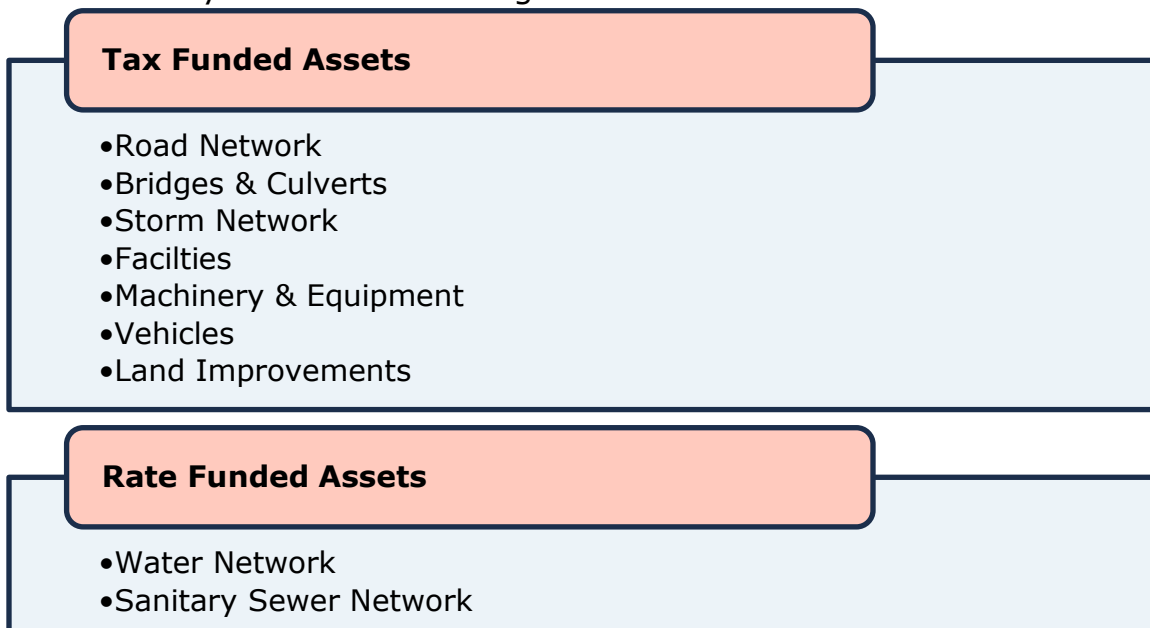 Tax Funded Assets
•Road Network
•Bridges & Culverts
•Storm Network
•Facilties
•Machinery & Equipment
•Vehicles
•Land Improvements
Rate Funded Assets
•Water Network
•Sanitary Sewer Network